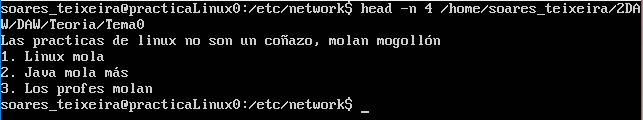 soares_teixeira@practicaLinux0:/etc/network$ head -n 4 /home/soares_teixeira/2DA
W/DAW/Teoria/Tema0
Las practicas de linux no son un coñazo, molan mogollón
1. Linux mola
2. Java mola más
3. Los profes molan
soares_teixeira@practicaLinux0:/etc/network$ _